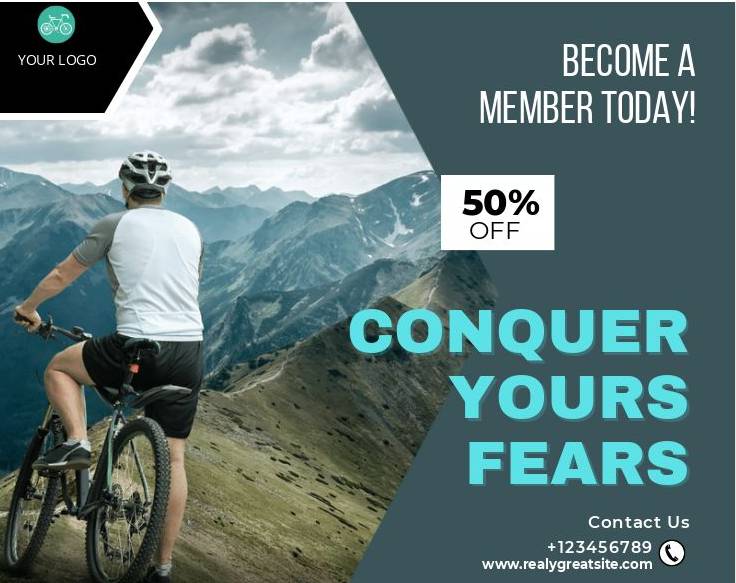 YOUR LOGO
BECOME A
MEMBER TODAY!
50%
OFF
CONQUER
YOURS
FEARS
Contact Us
+123456789
www.realygreatsite.com